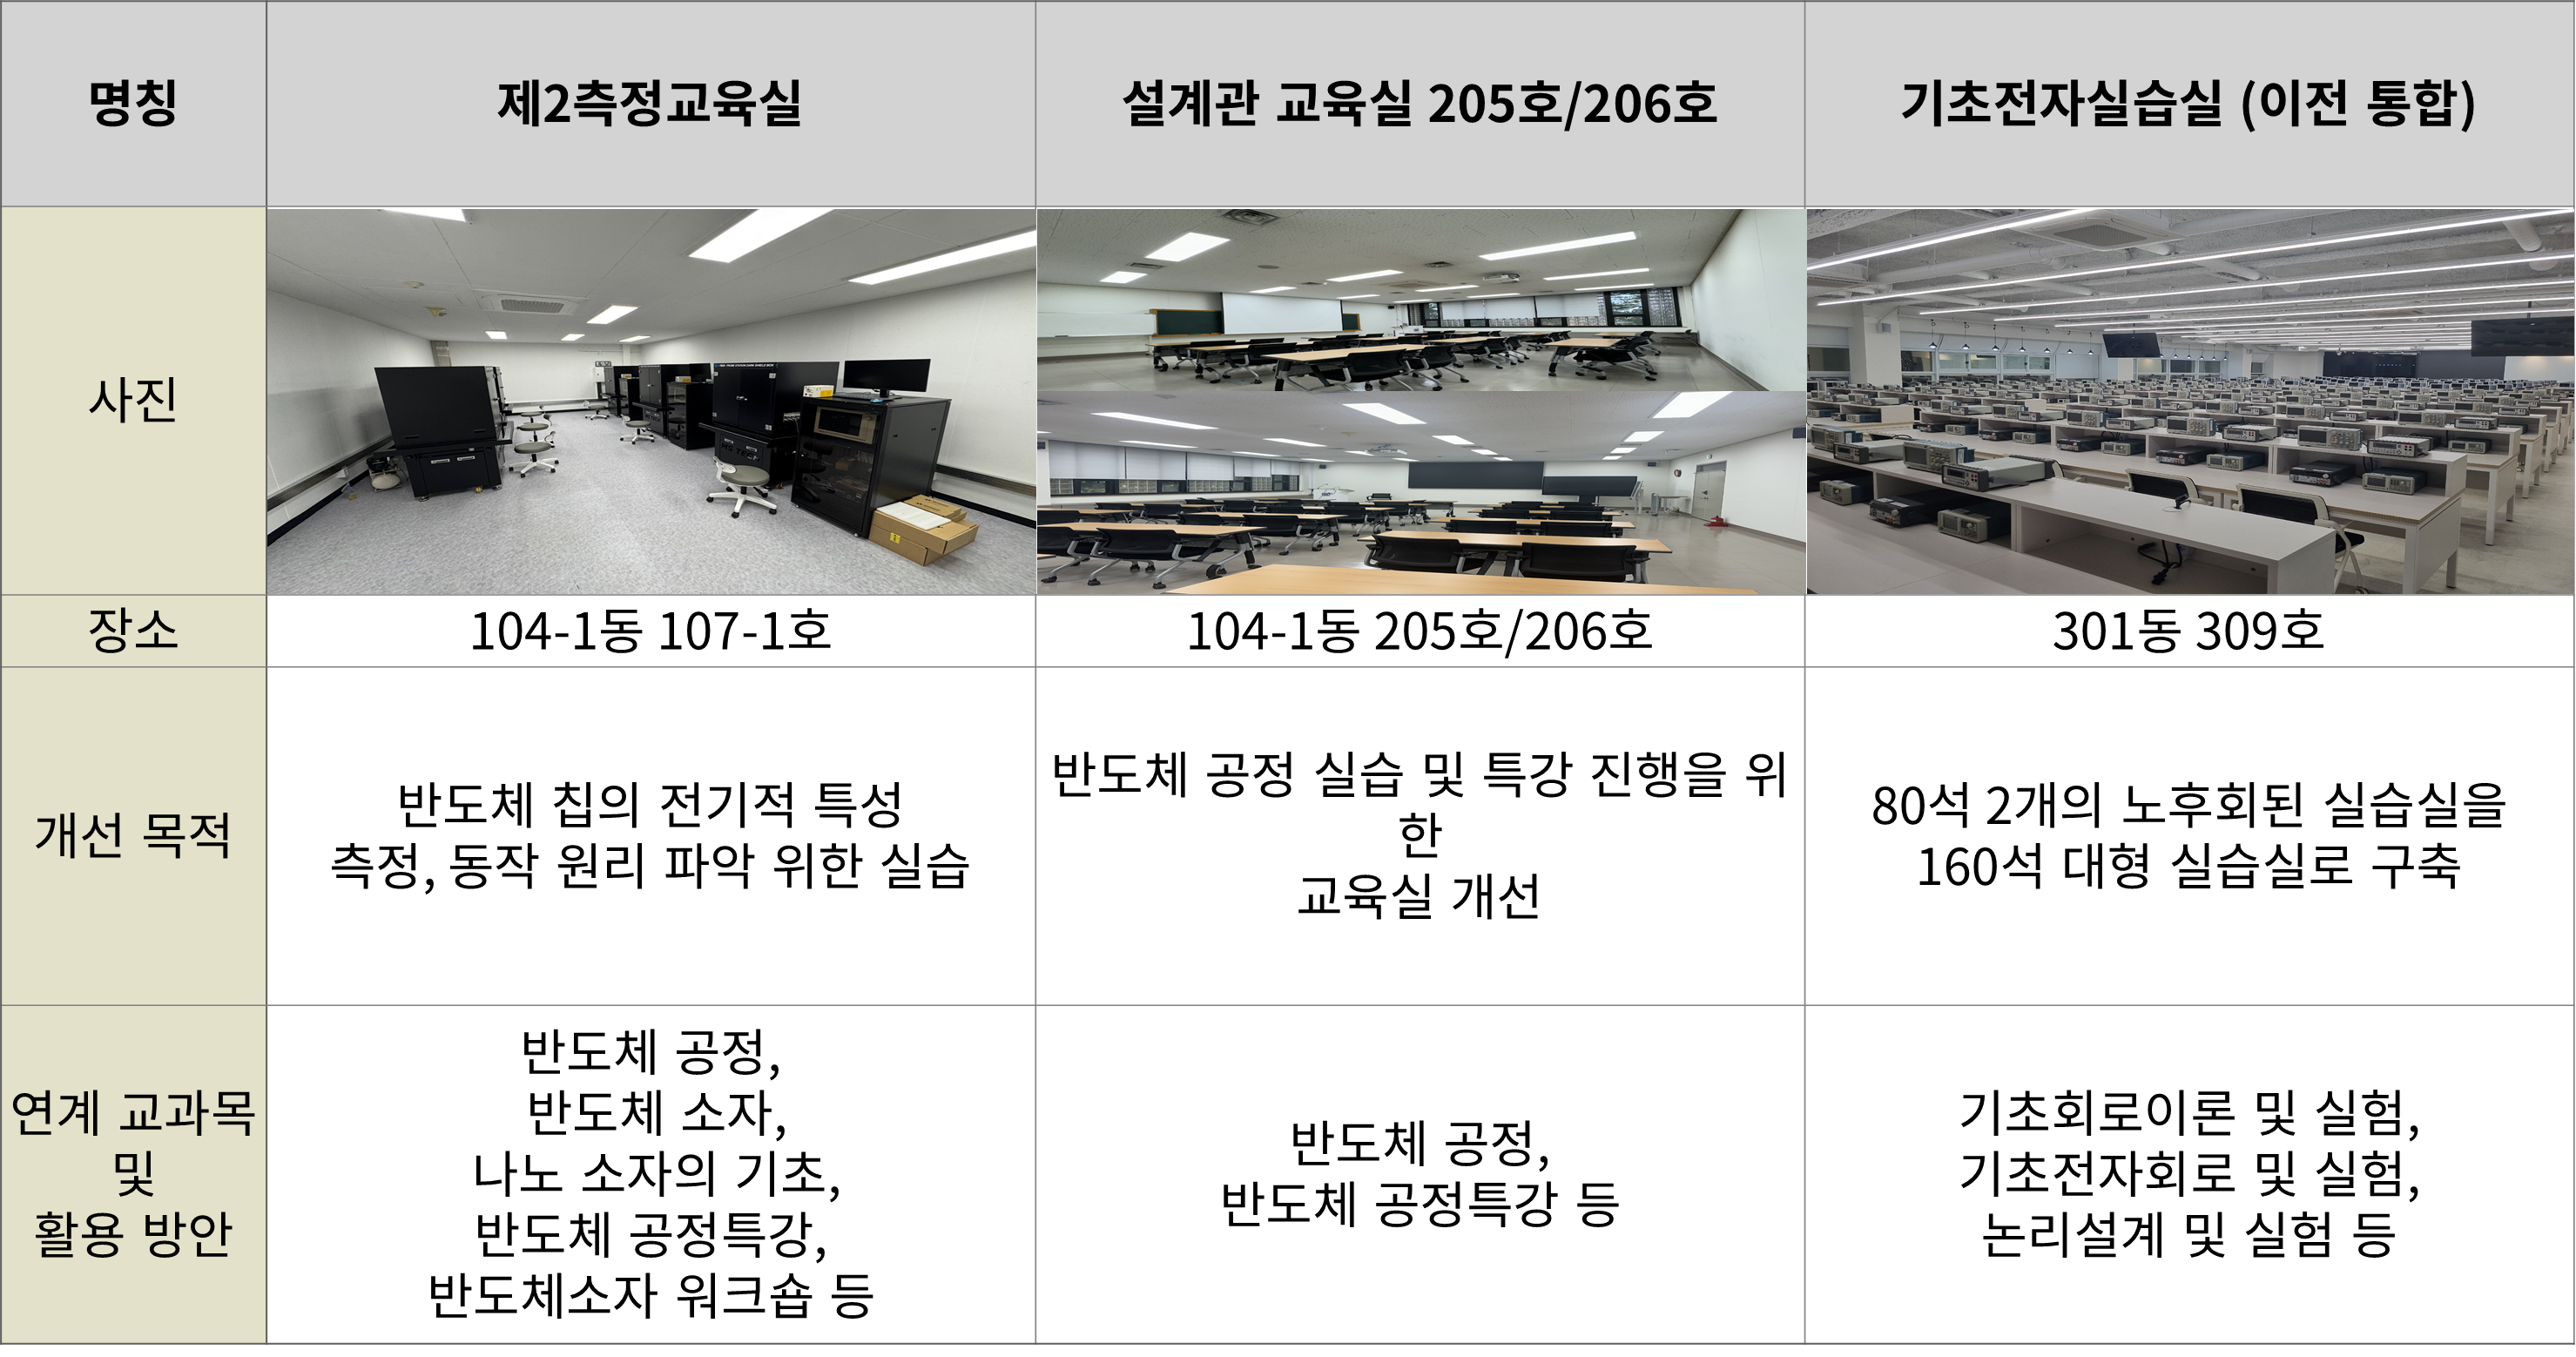 명칭
제2측정교육실
설계관 교육실 205호/206호
기초전자실습실 (이전 통합)
사진
장소
104-1동 107-1호
104-1동 205호/206호
301동 309호
개선 목적
반도체 칩의 전기적 특성
측정, 동작 원리 파악 위한 실습
반도체 공정 실습 및 특강 진행을 위
한
교육실 개선
80석 2개의 노후회된 실습실을
160석 대형 실습실로 구축
연계 교과목
및
활용 방안
반도체 공정,
반도체 소자,
나노 소자의 기초,
반도체 공정특강,
반도체소자 워크숍 등
반도체 공정,
반도체 공정특강 등
기초회로이론 및 실험,
기초전자회로 및 실험,
논리설계 및 실험 등